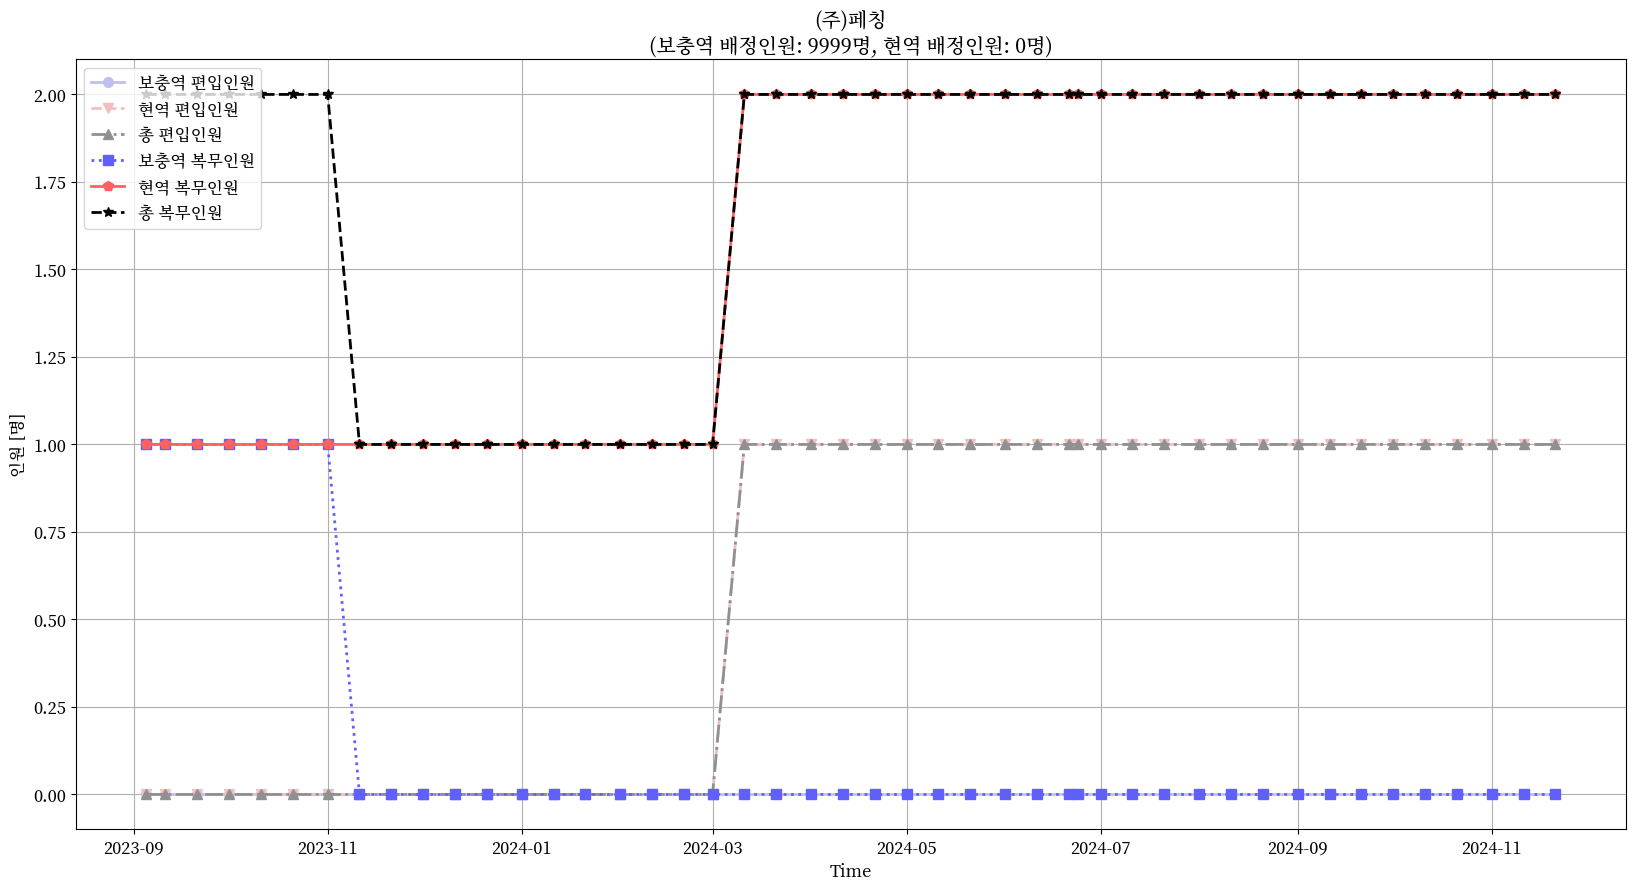 (주)페칭
(보충역 배정인원: 9999명, 현역 배정인원: 0명)
보충역 편입인원
현역 편입인원
총 편입인원
보충역 복무인원
현역 복무인원
총 복무인원
2.00
1.75
1.50
1.25
1.00
0.75
0.50
0.25
0.00
인원 [명]
2023-09 2023-11 2024-01 2024-03 2024-05 2024-07 2024-09 2024-11
Time